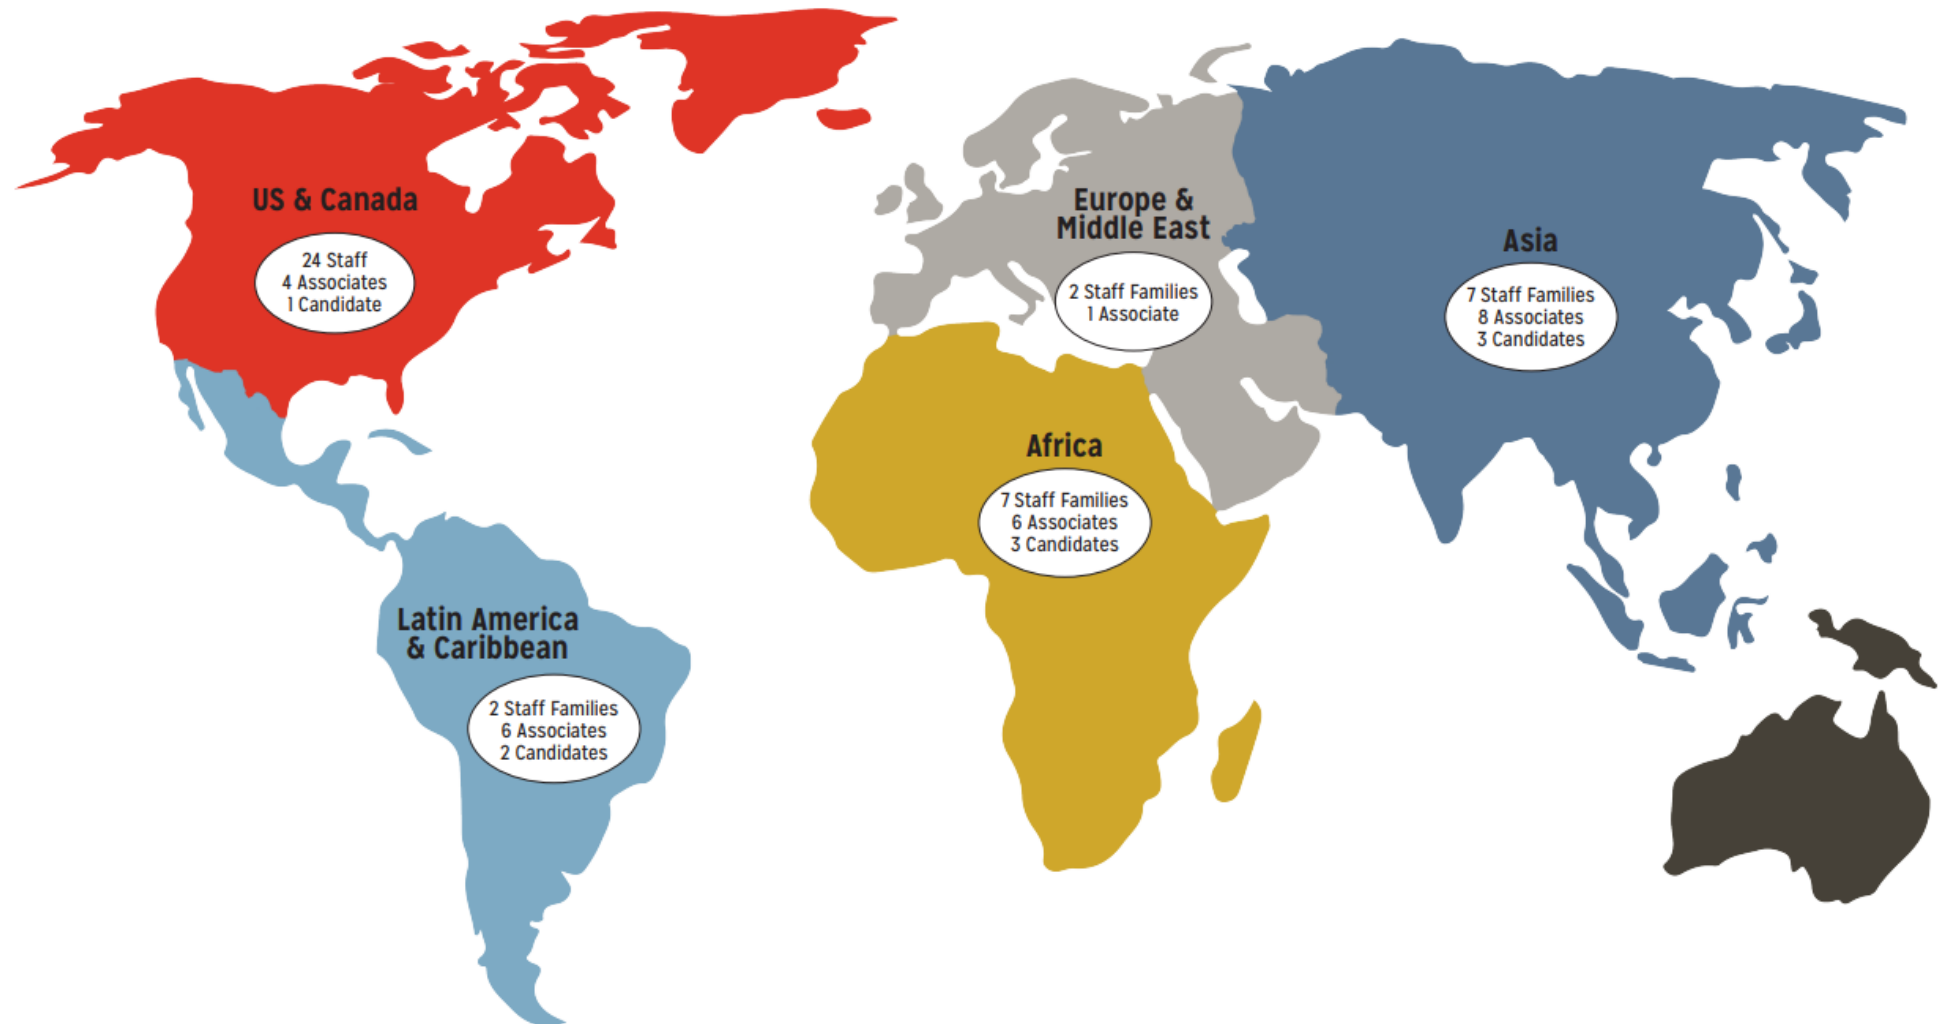 US & Canada
24 Staff
4 Associates
1 Candidate
Europe &
Middle East
2 Staff Families
1 Associate
Asia
7 Staff Families
8 Associates
3 Candidates
Africa
7 Staff Families
6 Associates
3 Candidates
Latin America
& Caribbean
2 Staff Families
6 Associates
2 Candidates